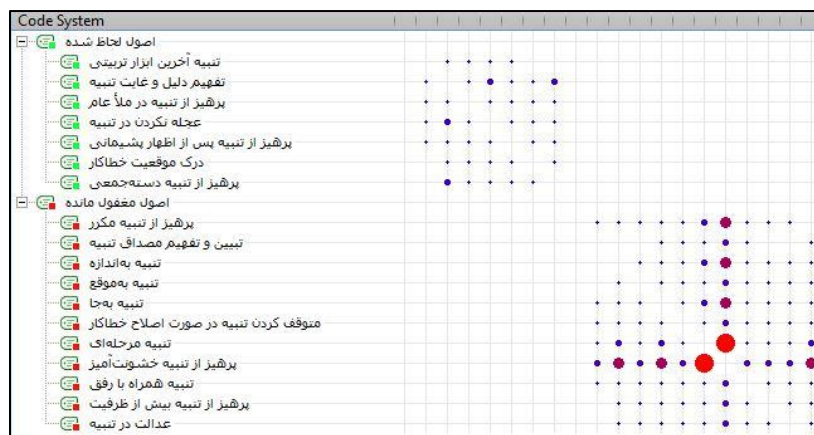 Code System
اصول لحاظ شده
تنبیه آخرین ابزار تربیتی
تفهیم دلیل و غایت تنبیه
پرهیز از تنبیه در ملأ عام
عجله نکردن در تنبیه
پرهیز از تنبیه پس از اظهار پشیمانی
درک موقعیت خطاکار
پرهیز از تنبیه دسته‌جمعی
اصول مغفول مانده
پرهیز از تنبیه مکرر
تبیین و تفهیم مصداق تنبیه
تنبیه به‌اندازه
تنبیه به‌موقع
تنبیه به‌جا
متوقف کردن تنبیه در صورت اصلاح خطاکار
تنبیه مرحله‌ای
پرهیز از تنبیه خشونت‌آمیز
تنبیه همراه با رفق
پرهیز از تنبیه بیش از ظرفیت
عدالت در تنبیه